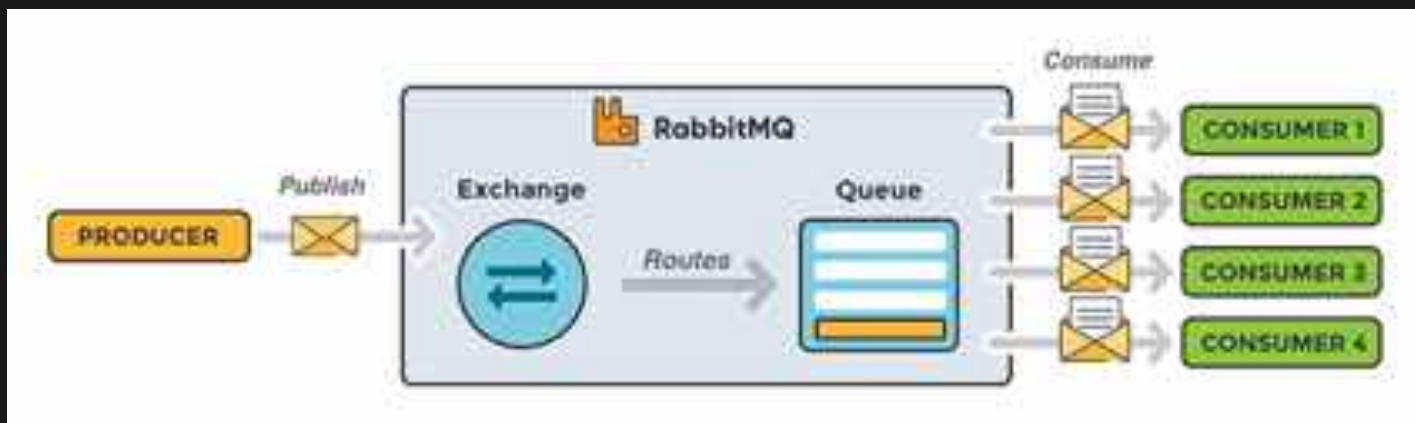 Consume
RabbitMQ
CONSUMER 1
Publish
Exchange
Queue
CONSUMER 2
PRODUCER
Routes
CONSUMER 3
CONSUMER 4